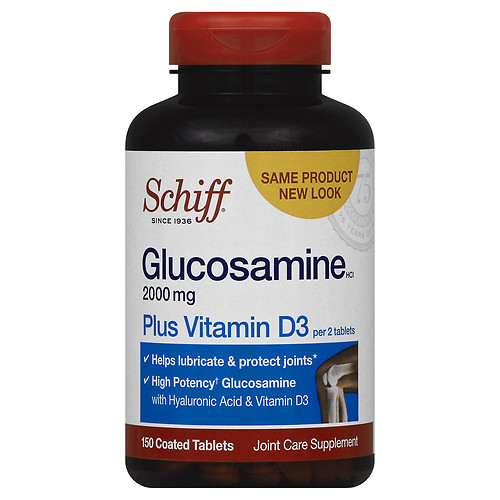 SAME PRODUCT
NEW LOOK
75
Schiff®
SINCE 1936
Glucosamine HCl
2000 mg
Plus Vitamin D3 per 2 tablets
✓ Helps lubricate & protect joints*
✓ High Potency† Glucosamine
with Hyaluronic Acid & Vitamin D3
150 Coated Tablets Joint Care Supplement